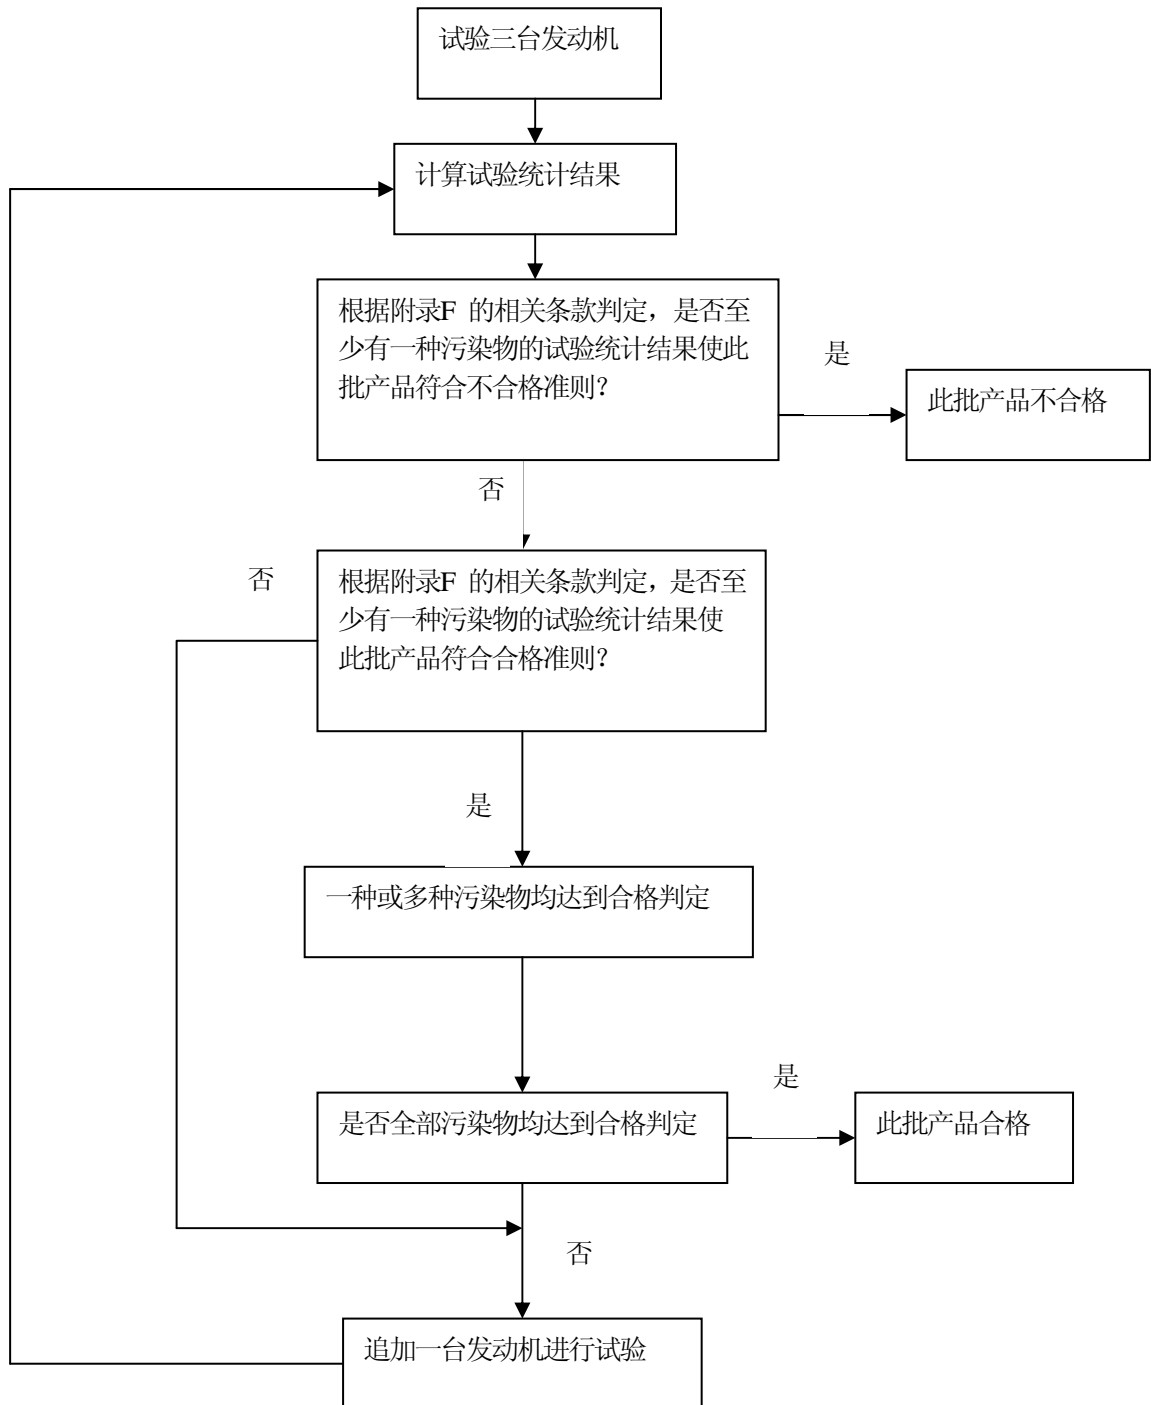 试验三台发动机
计算试验统计结果
根据附录F 的相关条款判定，是否至
少有一种污染物的试验统计结果使此
批产品符合不合格准则？
是
此批产品不合格
否
否
根据附录F 的相关条款判定，是否至
少有一种污染物的试验统计结果使
此批产品符合合格准则？
是
一种或多种污染物均达到合格判定
是否全部污染物均达到合格判定
是
此批产品合格
否
追加一台发动机进行试验